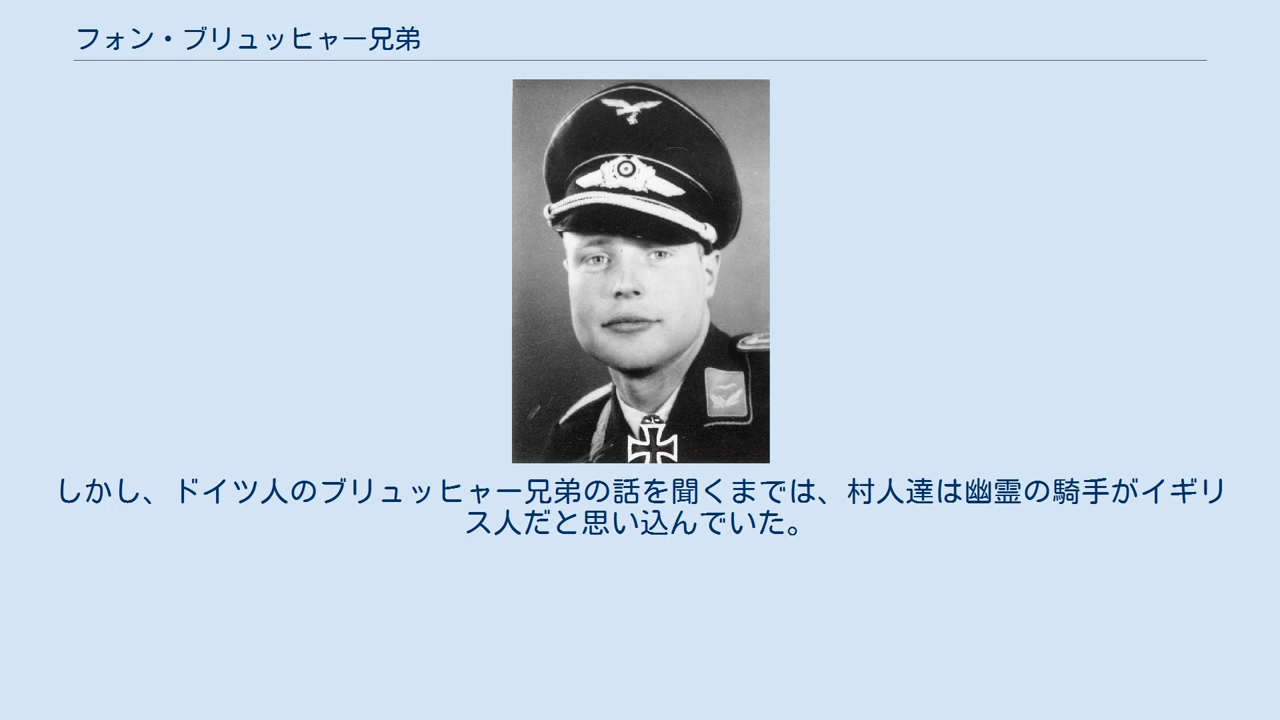 フォン・ブリュッヒャー兄弟
しかし、ドイツ人のブリュッヒャー兄弟の話を聞くまでは、村人達は幽霊の騎手がイギリ
ス人だと思い込んでいた。